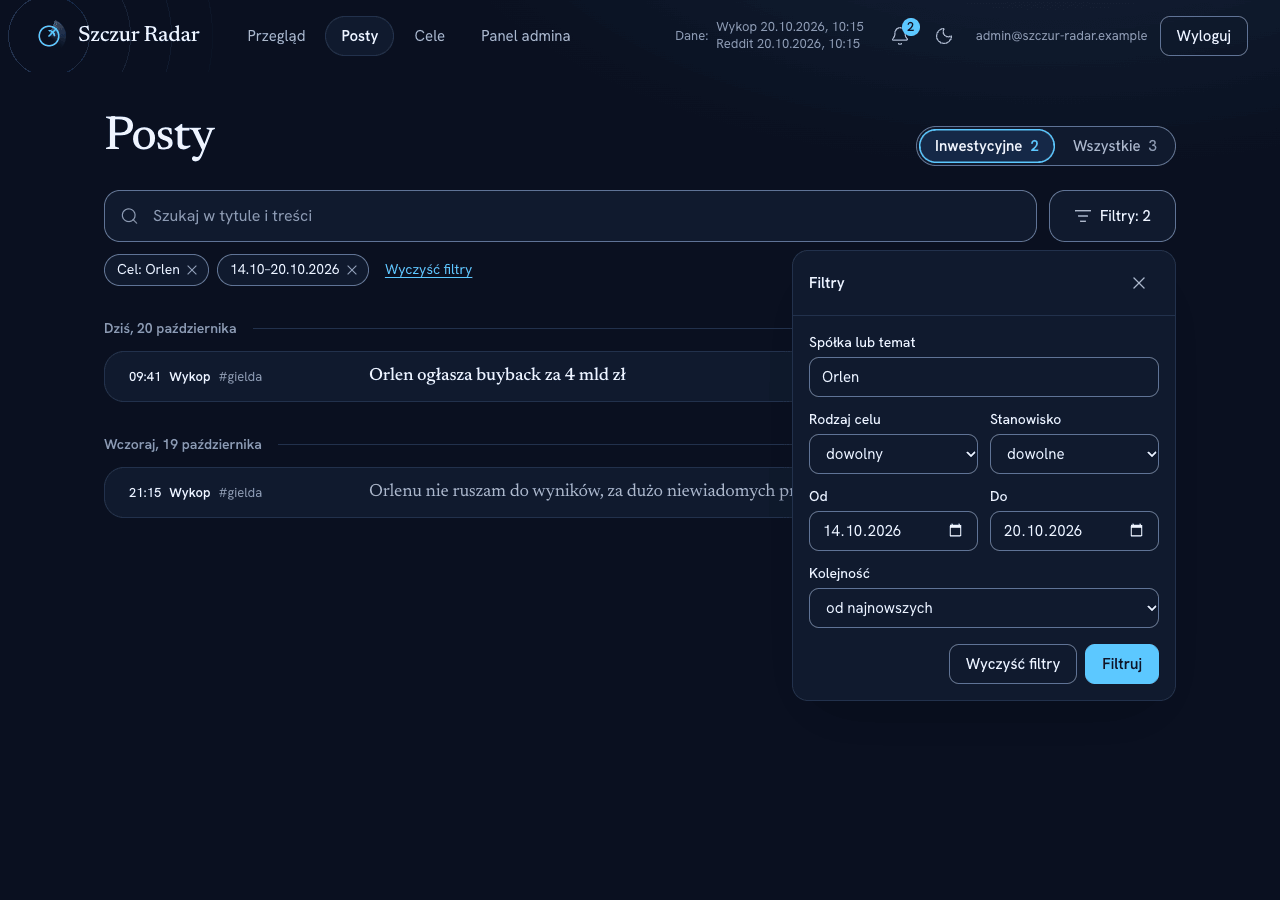 Szczur Radar
Przegląd
Posty
Cele
Panel admina
Dane:
Wykop 20.10.2026, 10:15
Reddit 20.10.2026, 10:15
2
admin@szczur-radar.example
Wyloguj
Posty
Inwestycyjne 2
Wszystkie 3
Szukaj w tytule i treści
Filtry: 2
Cel: Orlen
14.10–20.10.2026
Wyczyść filtry
Dziś, 20 października
09:41 Wykop #gielda
Orlen ogłasza buyback za 4 mld zł
Wczoraj, 19 października
21:15 Wykop #gielda
Orlenu nie ruszam do wyników, za dużo niewiadomych
Filtry
Spółka lub temat
Orlen
Rodzaj celu
Stanowisko
dowolny
dowolne
Od
Do
14.10.2026
20.10.2026
Kolejność
od najnowszych
Wyczyść filtry
Filtruj